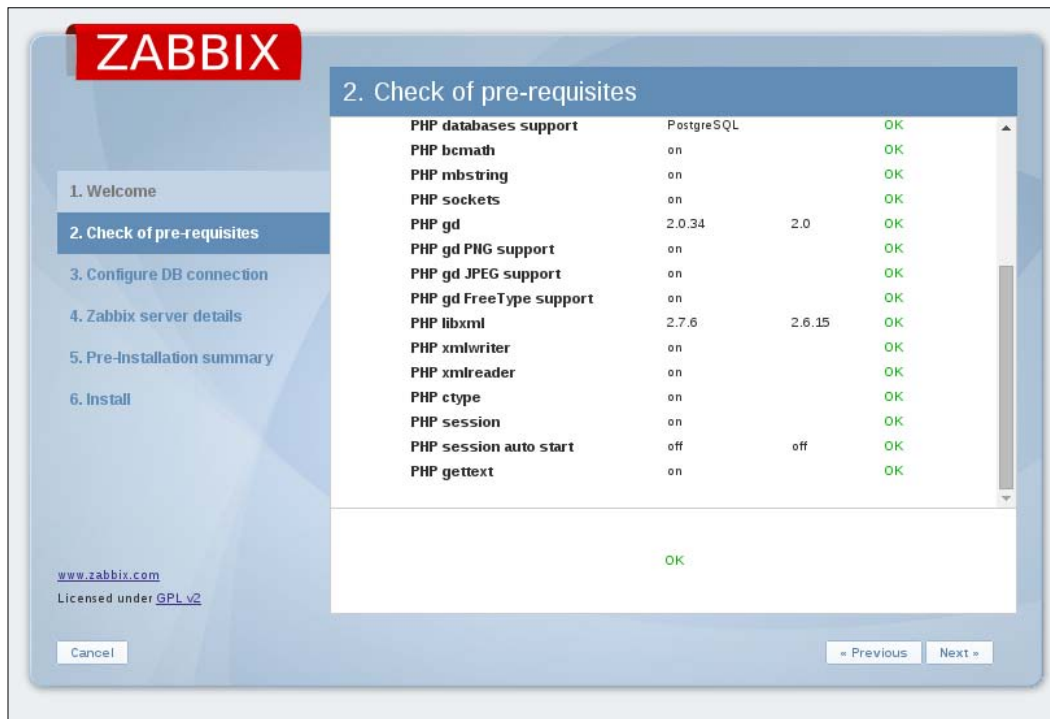 ZABBIX
2. Check of pre-requisites
1. Welcome
2. Check of pre-requisites
3. Configure DB connection
4. Zabbix server details
5. Pre-Installation summary
6. Install
PHP databases support PostgreSQL OK
PHP bcmath on OK
PHP mbstring on OK
PHP sockets on OK
PHP gd 2.0.34 2.0 OK
PHP gd PNG support on OK
PHP gd JPEG support on OK
PHP gd FreeType support on OK
PHP libxml 2.7.6 2.6.15 OK
PHP xmlwriter on OK
PHP xmlreader on OK
PHP ctype on OK
PHP session on OK
PHP session auto start off off OK
PHP gettext on OK
OK
www.zabbix.com
Licensed under GPL v2
Cancel
« Previous
Next »